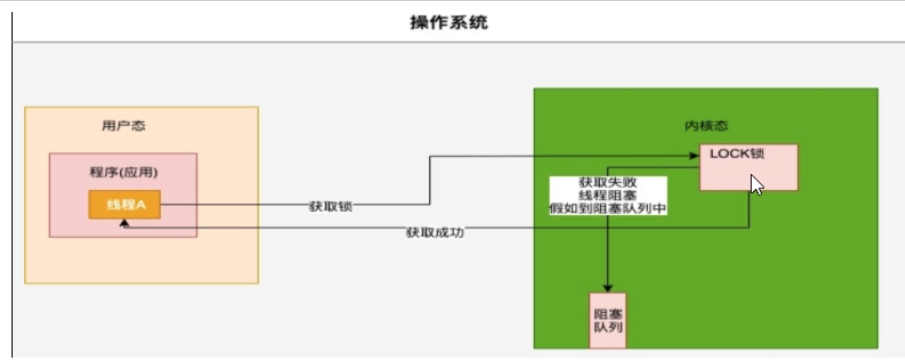 操作系统
用户态
内核态
程序(应用)
LOCK锁
线程A
获取锁
获取失败
线程阻塞
假如到阻塞队列中
获取成功
阻塞
队列